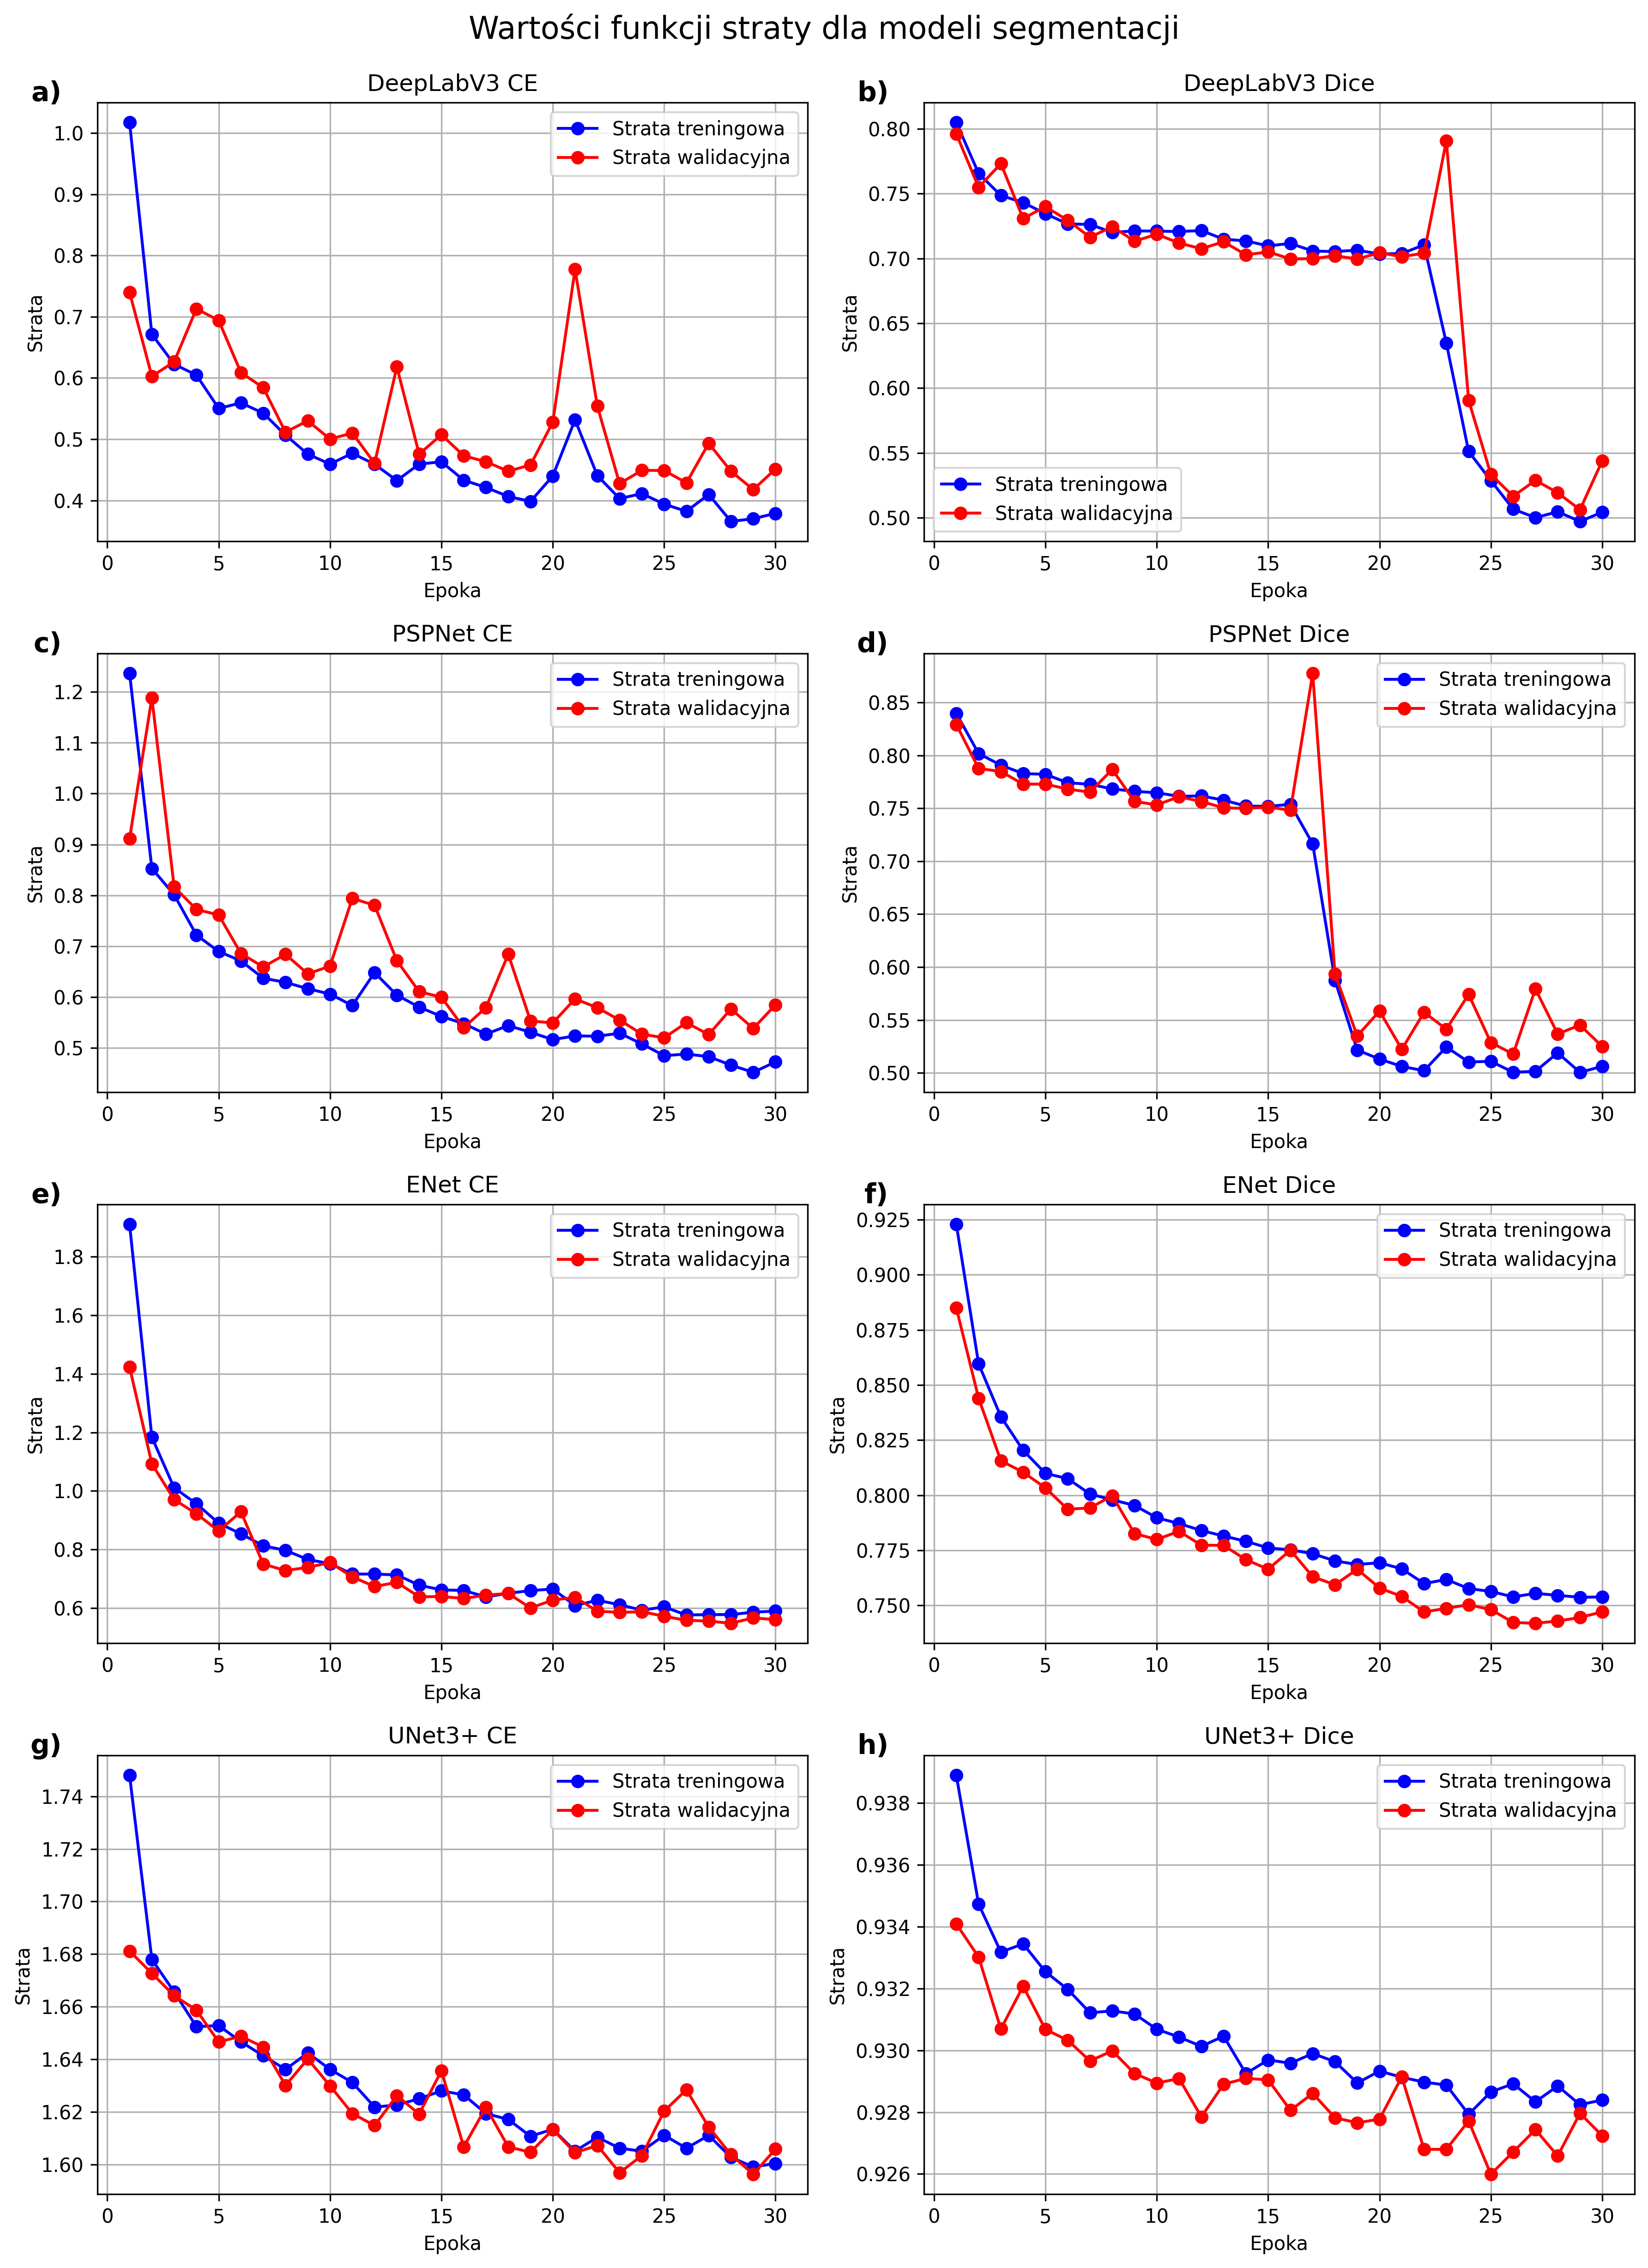 Wartości funkcji straty dla modeli segmentacji
a)
DeepLabV3 CE
Strata treningowa
Strata walidacyjna
Strata
1.0
0.9
0.8
0.7
0.6
0.5
0.4
0 5 10 15 20 25 30
Epoka
b)
DeepLabV3 Dice
Strata treningowa
Strata walidacyjna
Strata
0.80
0.75
0.70
0.65
0.60
0.55
0.50
0 5 10 15 20 25 30
Epoka
c)
PSPNet CE
Strata treningowa
Strata walidacyjna
Strata
1.2
1.1
1.0
0.9
0.8
0.7
0.6
0.5
0 5 10 15 20 25 30
Epoka
d)
PSPNet Dice
Strata treningowa
Strata walidacyjna
Strata
0.85
0.80
0.75
0.70
0.65
0.60
0.55
0.50
0 5 10 15 20 25 30
Epoka
e)
ENet CE
Strata treningowa
Strata walidacyjna
Strata
1.8
1.6
1.4
1.2
1.0
0.8
0.6
0 5 10 15 20 25 30
Epoka
f)
ENet Dice
Strata treningowa
Strata walidacyjna
Strata
0.925
0.900
0.875
0.850
0.825
0.800
0.775
0.750
0 5 10 15 20 25 30
Epoka
g)
UNet3+ CE
Strata treningowa
Strata walidacyjna
Strata
1.74
1.72
1.70
1.68
1.66
1.64
1.62
1.60
0 5 10 15 20 25 30
Epoka
h)
UNet3+ Dice
Strata treningowa
Strata walidacyjna
Strata
0.938
0.936
0.934
0.932
0.930
0.928
0.926
0 5 10 15 20 25 30
Epoka